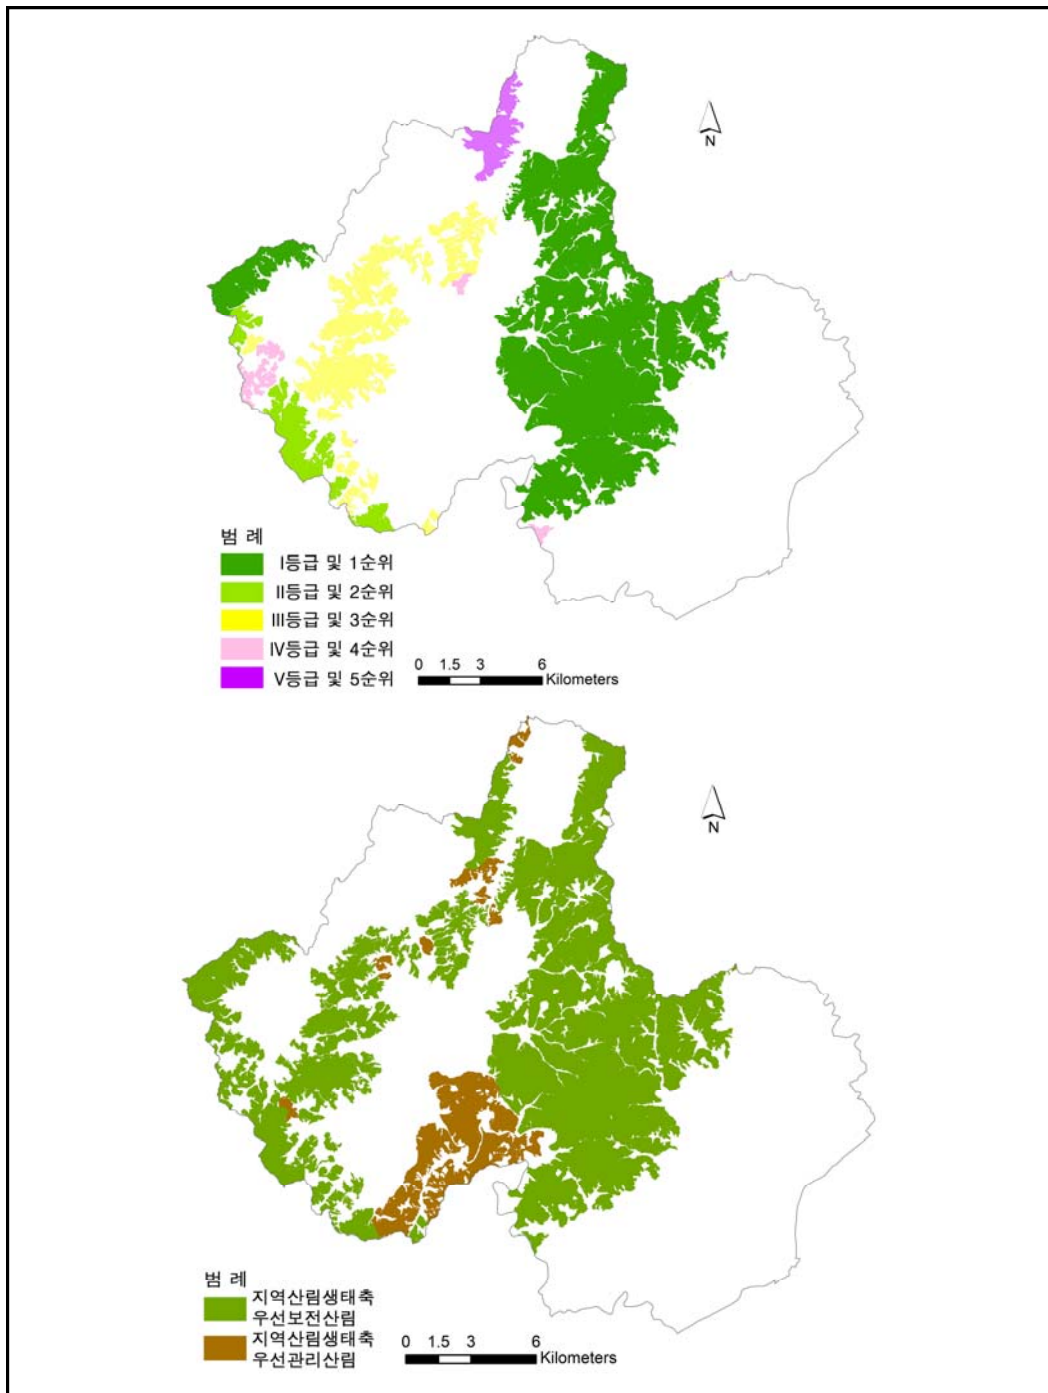 N
범 례
I등급 및 1순위
II등급 및 2순위
III등급 및 3순위
IV등급 및 4순위
V등급 및 5순위
0 1.5 3 6
Kilometers
N
범 례
지역산림생태축
우선보전산림
지역산림생태축
우선관리산림
0 1.5 3 6
Kilometers